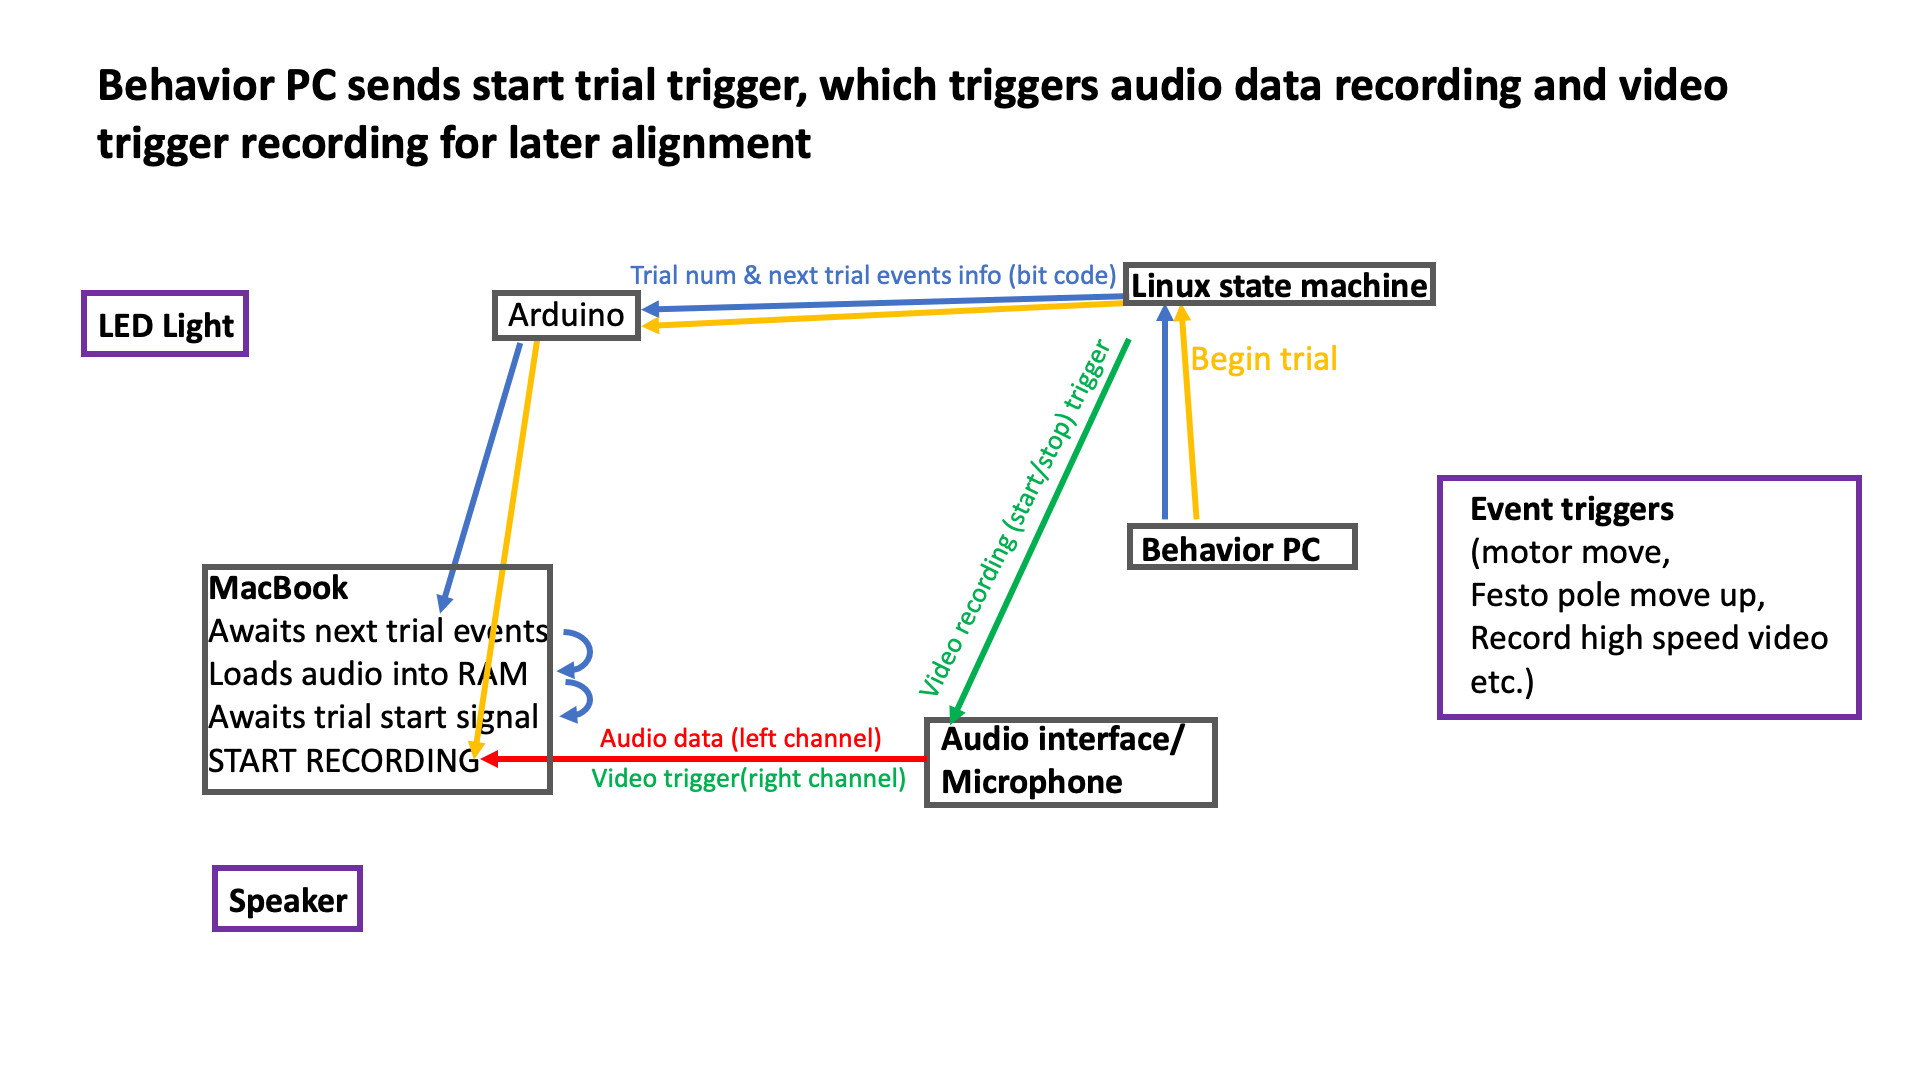 Behavior PC sends start trial trigger, which triggers audio data recording and video
trigger recording for later alignment
Trial num & next trial events info (bit code)
Linux state machine
LED Light
Arduino
Begin trial
Video recording (start/stop) trigger
Behavior PC
Event triggers
(motor move,
Festo pole move up,
Record high speed video
etc.)
MacBook
Awaits next trial events
Loads audio into RAM
Awaits trial start signal
START RECORDING
Audio data (left channel)
Video trigger(right channel)
Audio interface/
Microphone
Speaker